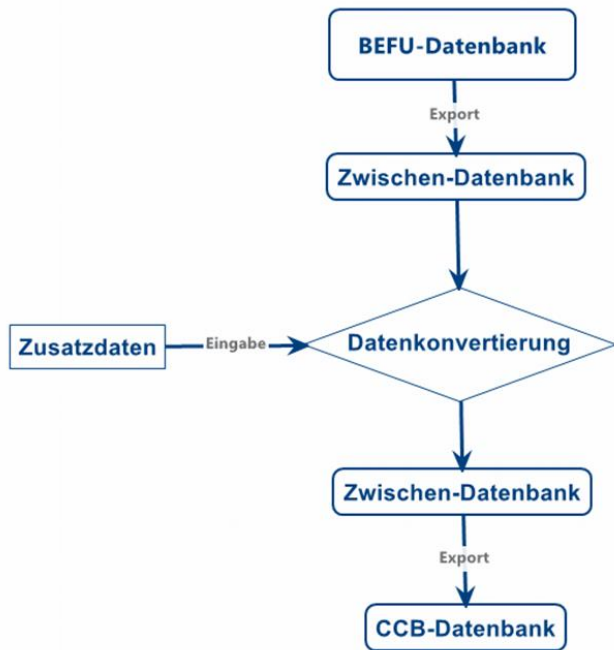 BEFU-Datenbank
Export
Zwischen-Datenbank
Datenkonvertierung
Zusatzdaten
Eingabe
Zwischen-Datenbank
Export
CCB-Datenbank